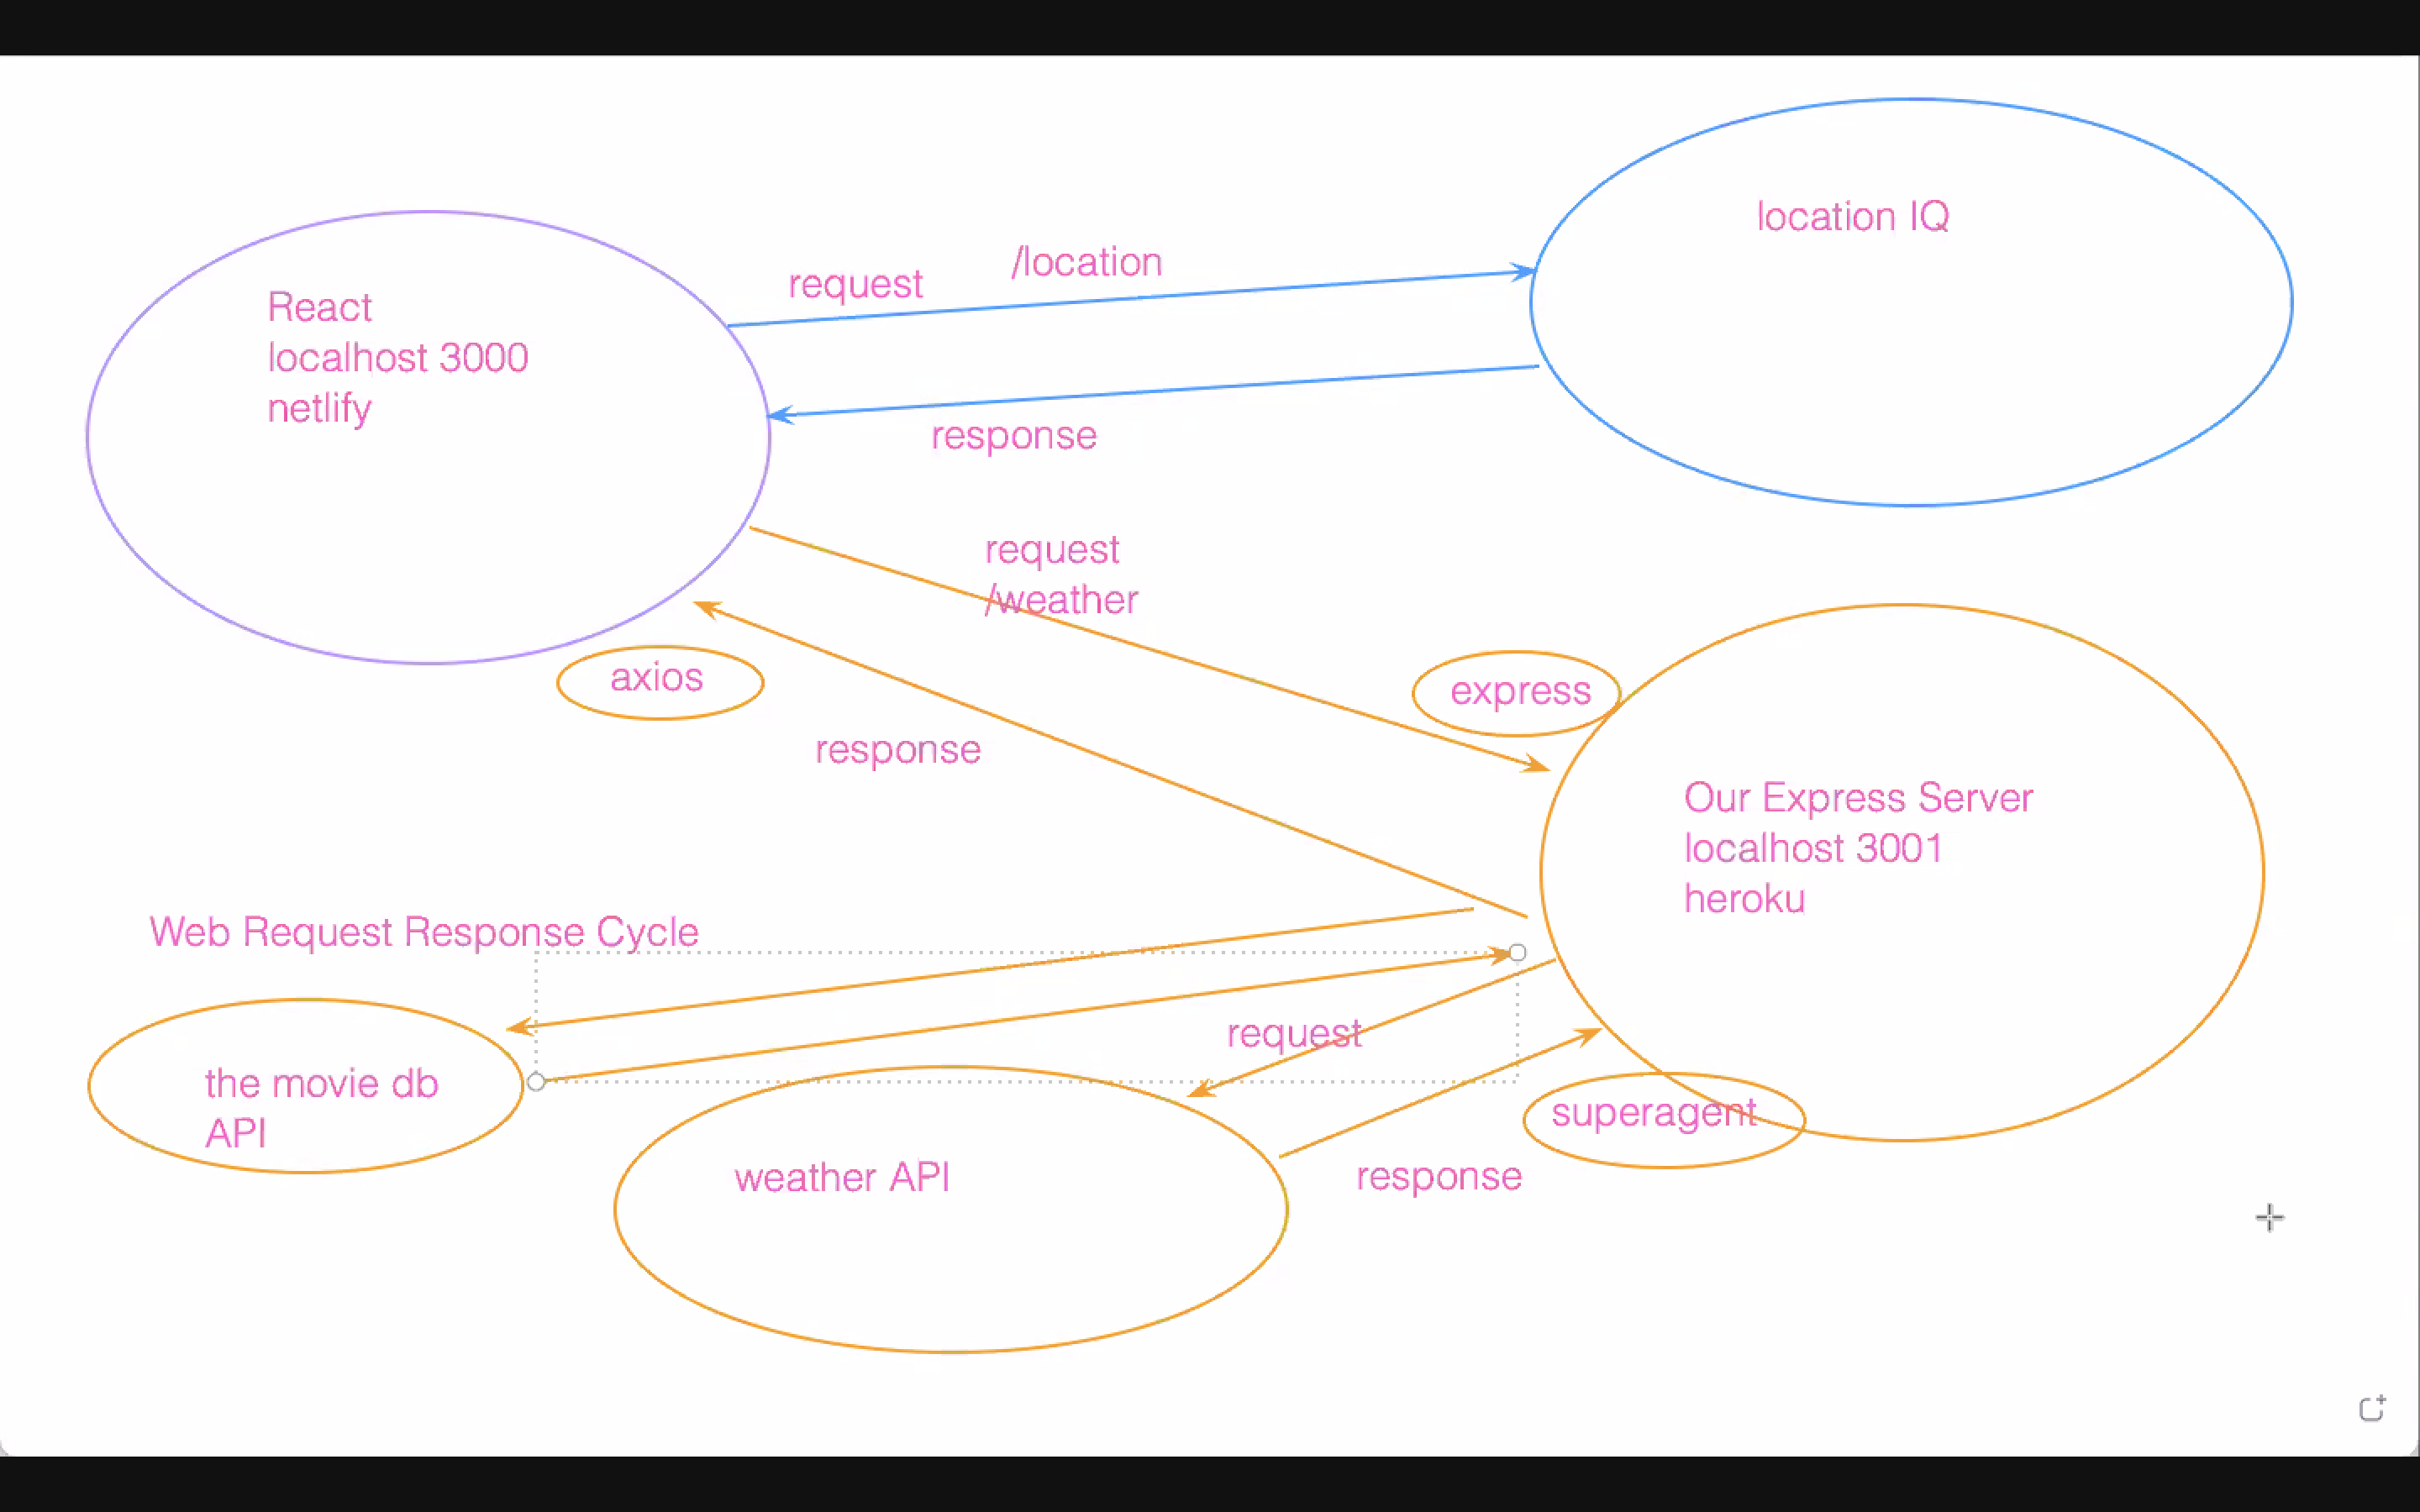 location IQ
/location
request
React
localhost 3000
netlify
response
request
/weather
axios
express
response
Our Express Server
localhost 3001
heroku
Web Request Response Cycle
request
the movie db
API
superagent
weather API
response